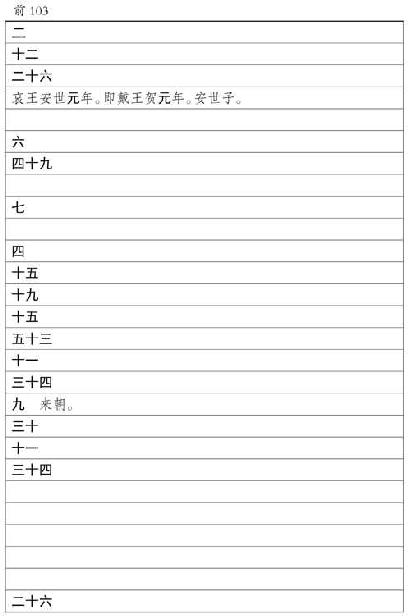 前 103
二
十二
二十六
哀王安世元年。即戴王贺元年。安世子。
六
四十九
七
四
十五
十九
十五
五十三
十一
三十四
九 来朝。
三十
十一
三十四
二十六